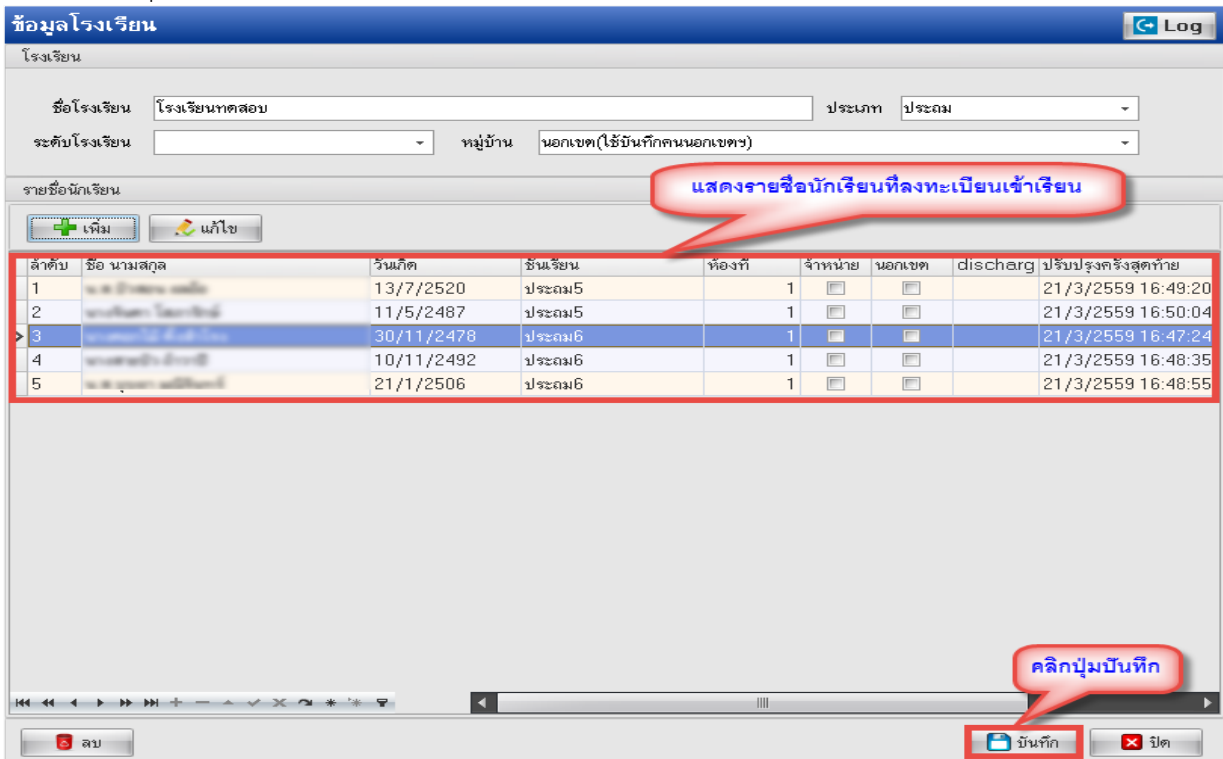 ข้อมูลโรงเรียน Log
โรงเรียน
ชื่อโรงเรียน โรงเรียนทดสอบ ประเภท ประถม
ระดับโรงเรียน หมู่บ้าน นอกเขต(ใช้บันทึกคนนอกเขตฯ)
รายชื่อนักเรียน
แสดงรายชื่อนักเรียนที่ลงทะเบียนเข้าเรียน
เพิ่ม แก้ไข
ลำดับ ชื่อ นามสกุล วันเกิด ชั้นเรียน ห้องที่ จำหน่าย นอกเขต discharg ปรับปรุงครั้งสุดท้าย
1 13/7/2520 ประถม5 1 21/3/2559 16:49:20
2 11/5/2487 ประถม5 1 21/3/2559 16:50:04
3 30/11/2478 ประถม6 1 21/3/2559 16:47:24
4 10/11/2492 ประถม6 1 21/3/2559 16:48:35
5 21/1/2506 ประถม6 1 21/3/2559 16:48:55
คลิกปุ่มบันทึก
ลบ บันทึก ปิด